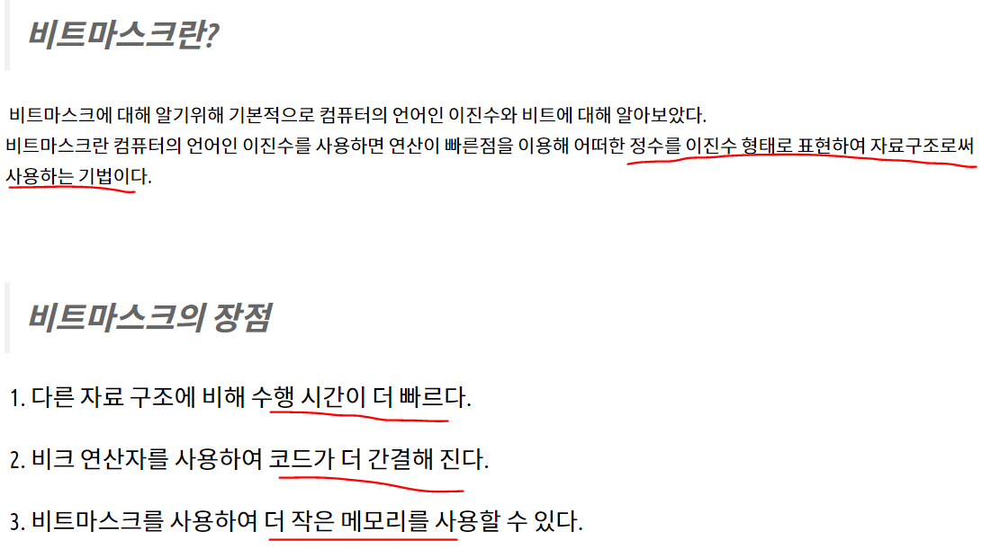 비트마스크란?
비트마스크에 대해 알기위해 기본적으로 컴퓨터의 언어인 이진수와 비트에 대해 알아보았다.
비트마스크란 컴퓨터의 언어인 이진수를 사용하면 연산이 빠른점을 이용해 어떠한 정수를 이진수 형태로 표현하여 자료구조로써
사용하는 기법이다.
비트마스크의 장점
1. 다른 자료 구조에 비해 수행 시간이 더 빠르다.
2. 비크 연산자를 사용하여 코드가 더 간결해 진다.
3. 비트마스크를 사용하여 더 작은 메모리를 사용할 수 있다.